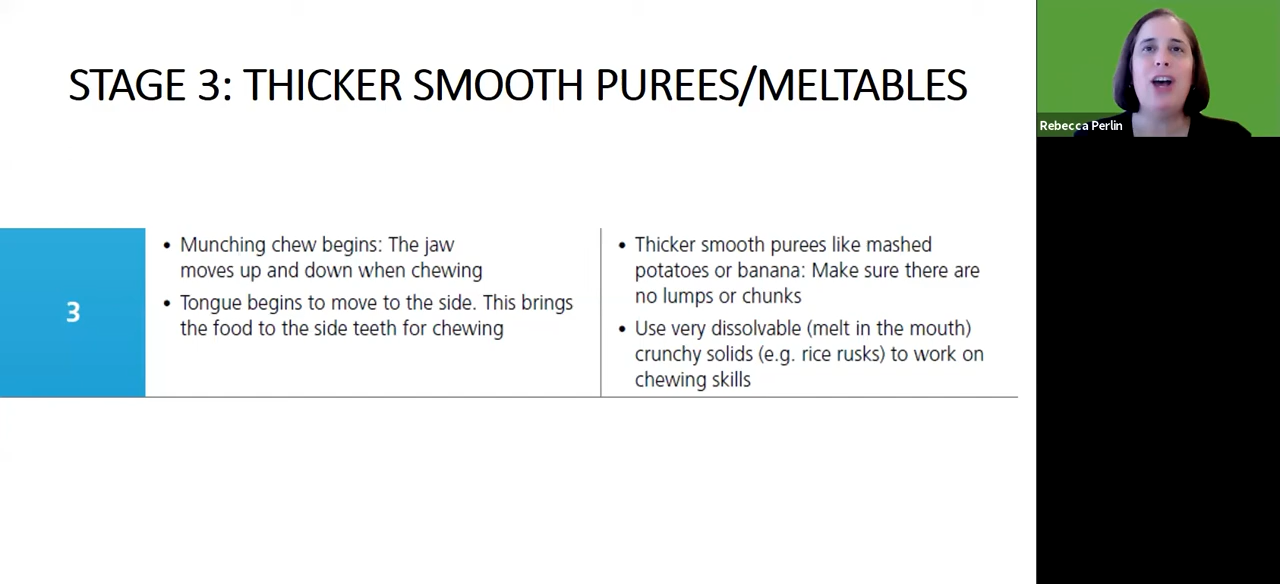 STAGE 3: THICKER SMOOTH PUREES/MELTABLES
Rebecca Perlin
3
• Munching chew begins: The jaw
moves up and down when chewing
• Tongue begins to move to the side. This brings
the food to the side teeth for chewing
• Thicker smooth purees like mashed
potatoes or banana: Make sure there are
no lumps or chunks
• Use very dissolvable (melt in the mouth)
crunchy solids (e.g. rice rusks) to work on
chewing skills